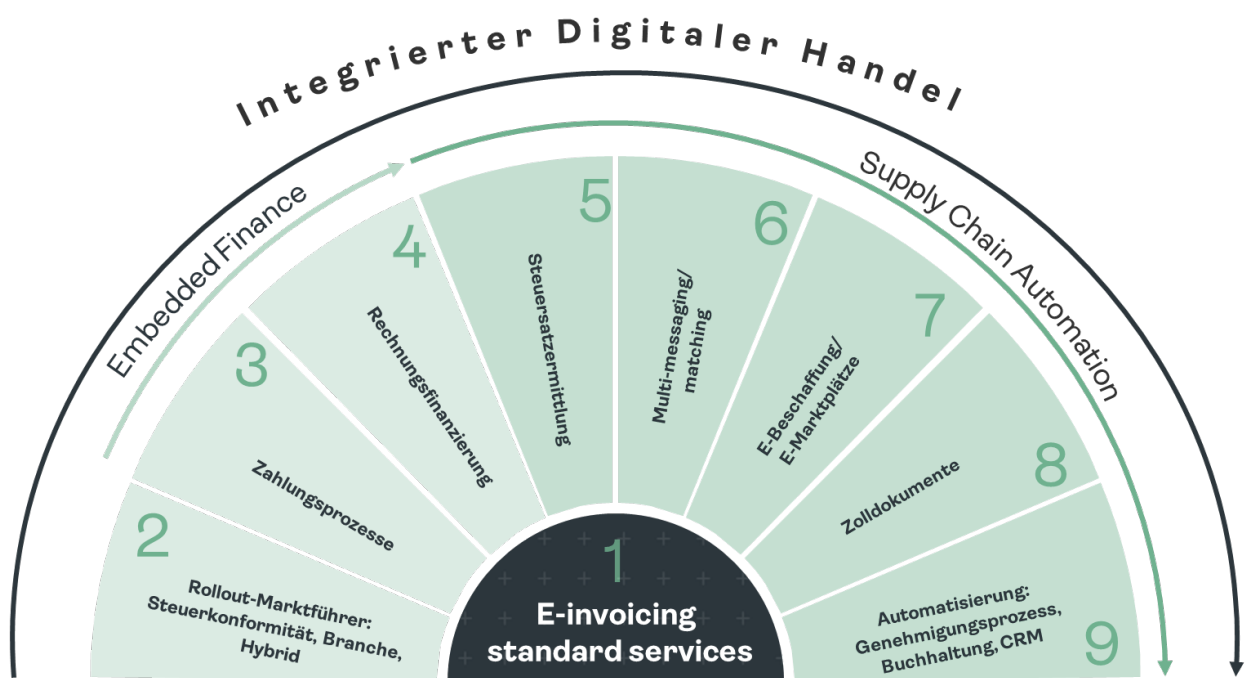 Integrierter Digitaler Handel
Embedded Finance
Supply Chain Automation
1
E-invoicing
standard services
2
Rollout-Marktführer:
Steuerkonformität, Branche,
Hybrid
3
Zahlungsprozesse
4
Rechnungsfinanzierung
5
Steuersatzermittlung
6
Multi-messaging/
matching
7
E-Beschaffung/
E-Marktplätze
8
Zolldokumente
9
Automatisierung:
Genehmigungsprozess,
Buchhaltung, CRM